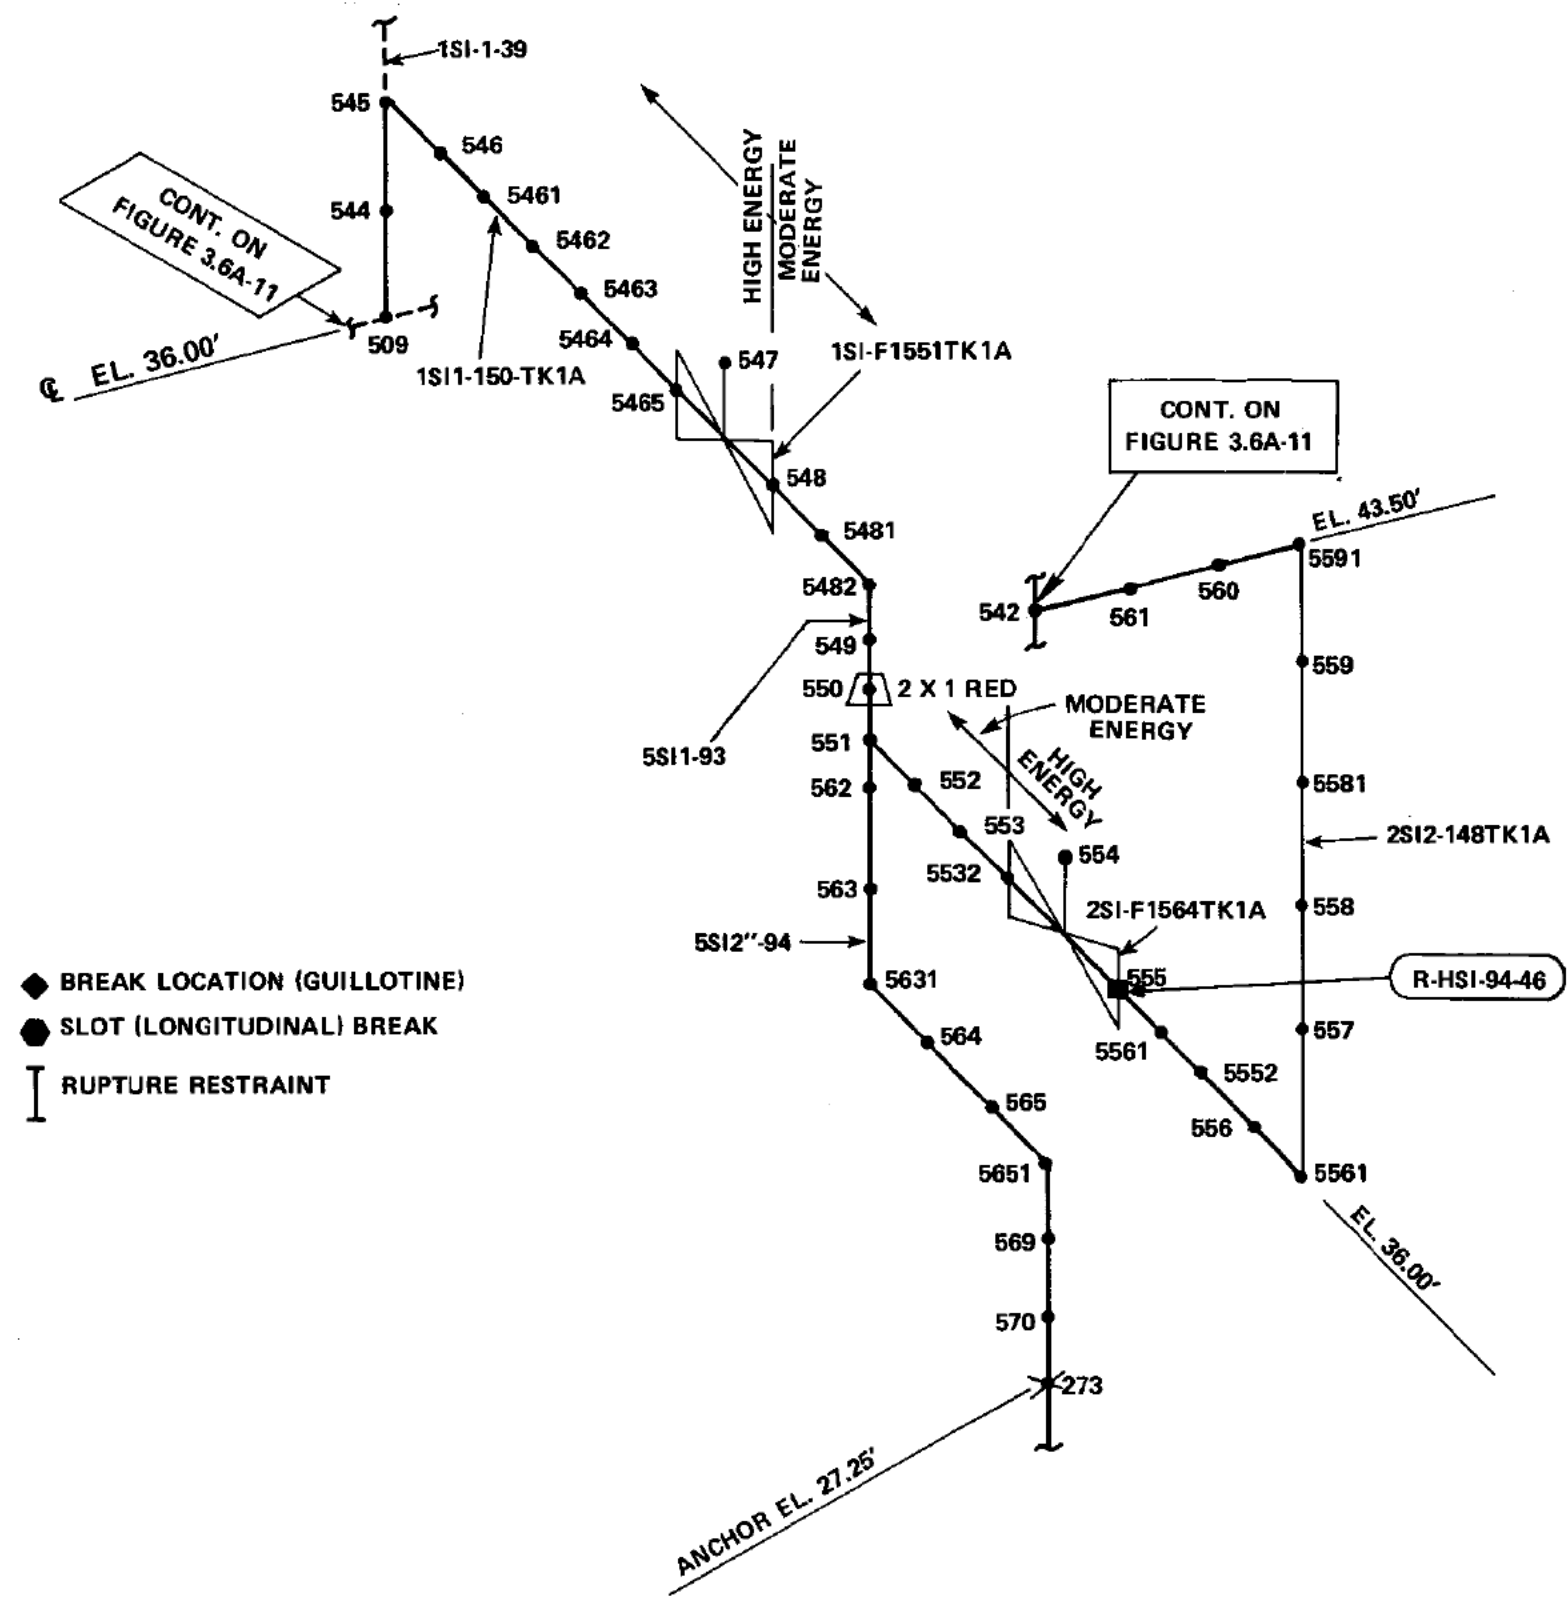 1SI-1-39
545
546
5461
544
5462
CONT. ON
FIGURE 3.6A-11
5463
509
5464
℄ EL. 36.00′
1SI1-150-TK1A
HIGH ENERGY
MODERATE
ENERGY
547
1SI-F1551TK1A
5465
548
5481
5482
5SI1-93
549
550
2 X 1 RED
551
CONT. ON
FIGURE 3.6A-11
EL. 43.50′
5591
560
561
542
559
MODERATE
ENERGY
HIGH
ENERGY
562
552
553
554
5532
563
5581
2SI2-148TK1A
558
2SI-F1564TK1A
5SI2″-94
5631
555
R-HSI-94-46
564
5561
557
5552
565
556
5651
5561
EL. 36.00′
569
570
273
ANCHOR EL. 27.25′
BREAK LOCATION (GUILLOTINE)
SLOT (LONGITUDINAL) BREAK
RUPTURE RESTRAINT